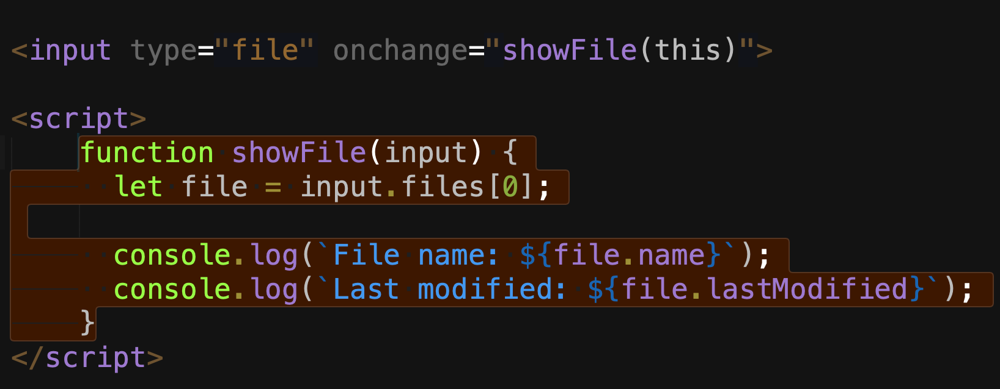 <input type="file" onchange="showFile(this)">
<script>
function showFile(input) {
let file = input.files[0];
console.log(`File name: ${file.name}`);
console.log(`Last modified: ${file.lastModified}`);
}
</script>